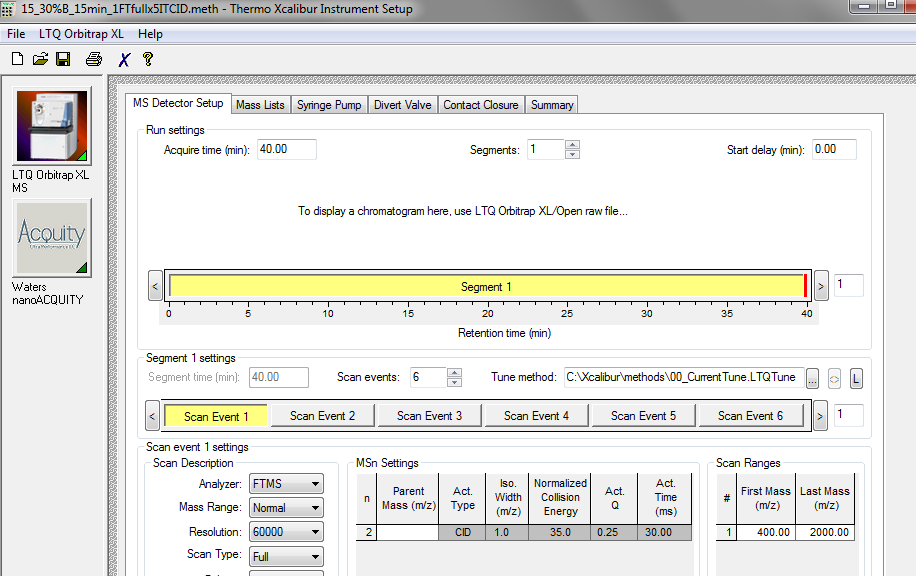 15_30%B_15min_1FTfullx5ITCID.meth - Thermo Xcalibur Instrument Setup
File LTQ Orbitrap XL Help
MS Detector Setup Mass Lists Syringe Pump Divert Valve Contact Closure Summary
Run settings
Acquire time (min): 40.00 Segments: 1 Start delay (min): 0.00
LTQ Orbitrap XL
MS
To display a chromatogram here, use LTQ Orbitrap XL/Open raw file...
Acquity
Waters
nanoACQUITY
< Segment 1 > 1
0 5 10 15 20 25 30 35 40
Retention time (min)
Segment 1 settings
Segment time (min): 40.00 Scan events: 6 Tune method: C:\Xcalibur\methods\00_CurrentTune.LTQTune ... <> L
< Scan Event 1 Scan Event 2 Scan Event 3 Scan Event 4 Scan Event 5 Scan Event 6 > 1
Scan event 1 settings
Scan Description
Analyzer: FTMS
Mass Range: Normal
Resolution: 60000
Scan Type: Full
MSn Settings
n Parent Mass (m/z) Act. Type Iso. Width (m/z) Normalized Collision Energy Act. Q Act. Time (ms)
2 CID 1.0 35.0 0.25 30.00
Scan Ranges
# First Mass (m/z) Last Mass (m/z)
1 400.00 2000.00